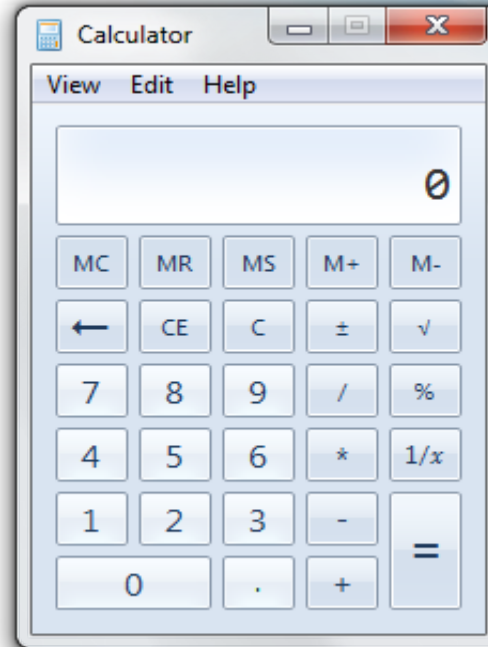 Calculator
View Edit Help
0
MC MR MS M+ M-
← CE C ± √
7 8 9 / %
4 5 6 * 1/x
1 2 3 - =
0 . +